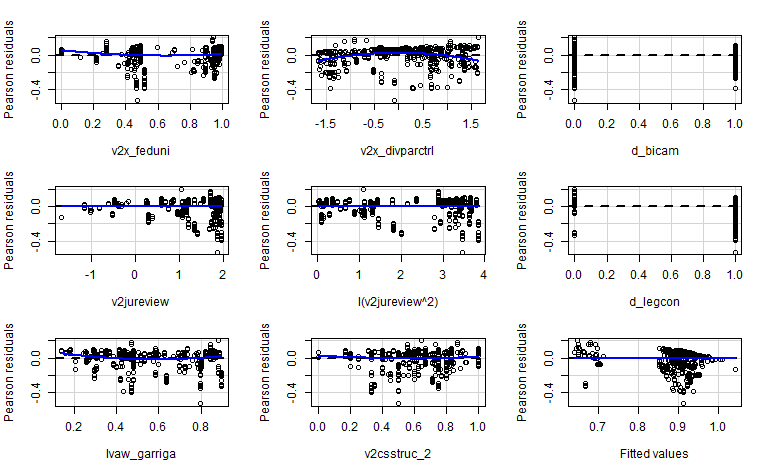 Pearson residuals
0.0
-0.4
0.0 0.2 0.4 0.6 0.8 1.0
v2x_feduni
Pearson residuals
0.0
-0.4
-1.5 -0.5 0.5 1.5
v2x_divparctrl
Pearson residuals
0.0
-0.4
0.0 0.2 0.4 0.6 0.8 1.0
d_bicam
Pearson residuals
0.0
-0.4
-1 0 1 2
v2jureview
Pearson residuals
0.0
-0.4
0 1 2 3 4
I(v2jureview^2)
Pearson residuals
0.0
-0.4
0.0 0.2 0.4 0.6 0.8 1.0
d_legcon
Pearson residuals
0.0
-0.4
0.2 0.4 0.6 0.8
lvaw_garriga
Pearson residuals
0.0
-0.4
0.0 0.2 0.4 0.6 0.8 1.0
v2csstruc_2
Pearson residuals
0.0
-0.4
0.7 0.8 0.9 1.0
Fitted values